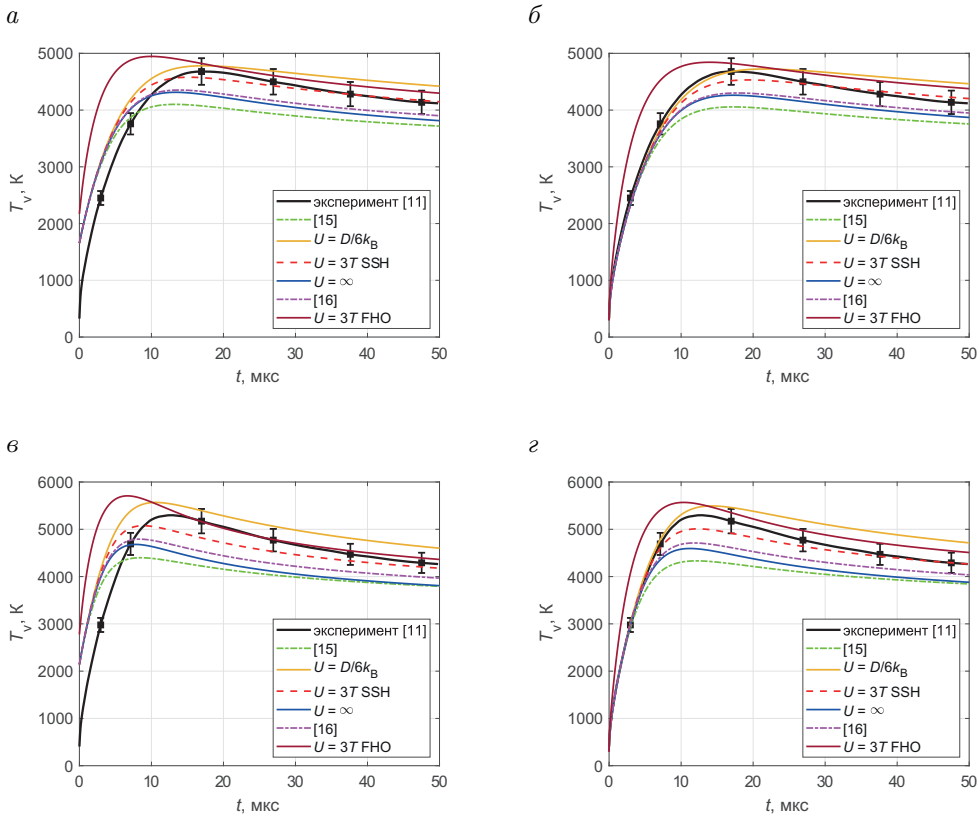 а
5000
4000
3000
2000
1000
0
0 10 20 30 40 50
T_v, К
t, мкс
эксперимент [11]
[15]
U = D/6k_B
U = 3T SSH
U = ∞
[16]
U = 3T FHO
б
5000
4000
3000
2000
1000
0
0 10 20 30 40 50
T_v, К
t, мкс
эксперимент [11]
[15]
U = D/6k_B
U = 3T SSH
U = ∞
[16]
U = 3T FHO
в
6000
5000
4000
3000
2000
1000
0
0 10 20 30 40 50
T_v, К
t, мкс
эксперимент [11]
[15]
U = D/6k_B
U = 3T SSH
U = ∞
[16]
U = 3T FHO
г
6000
5000
4000
3000
2000
1000
0
0 10 20 30 40 50
T_v, К
t, мкс
эксперимент [11]
[15]
U = D/6k_B
U = 3T SSH
U = ∞
[16]
U = 3T FHO